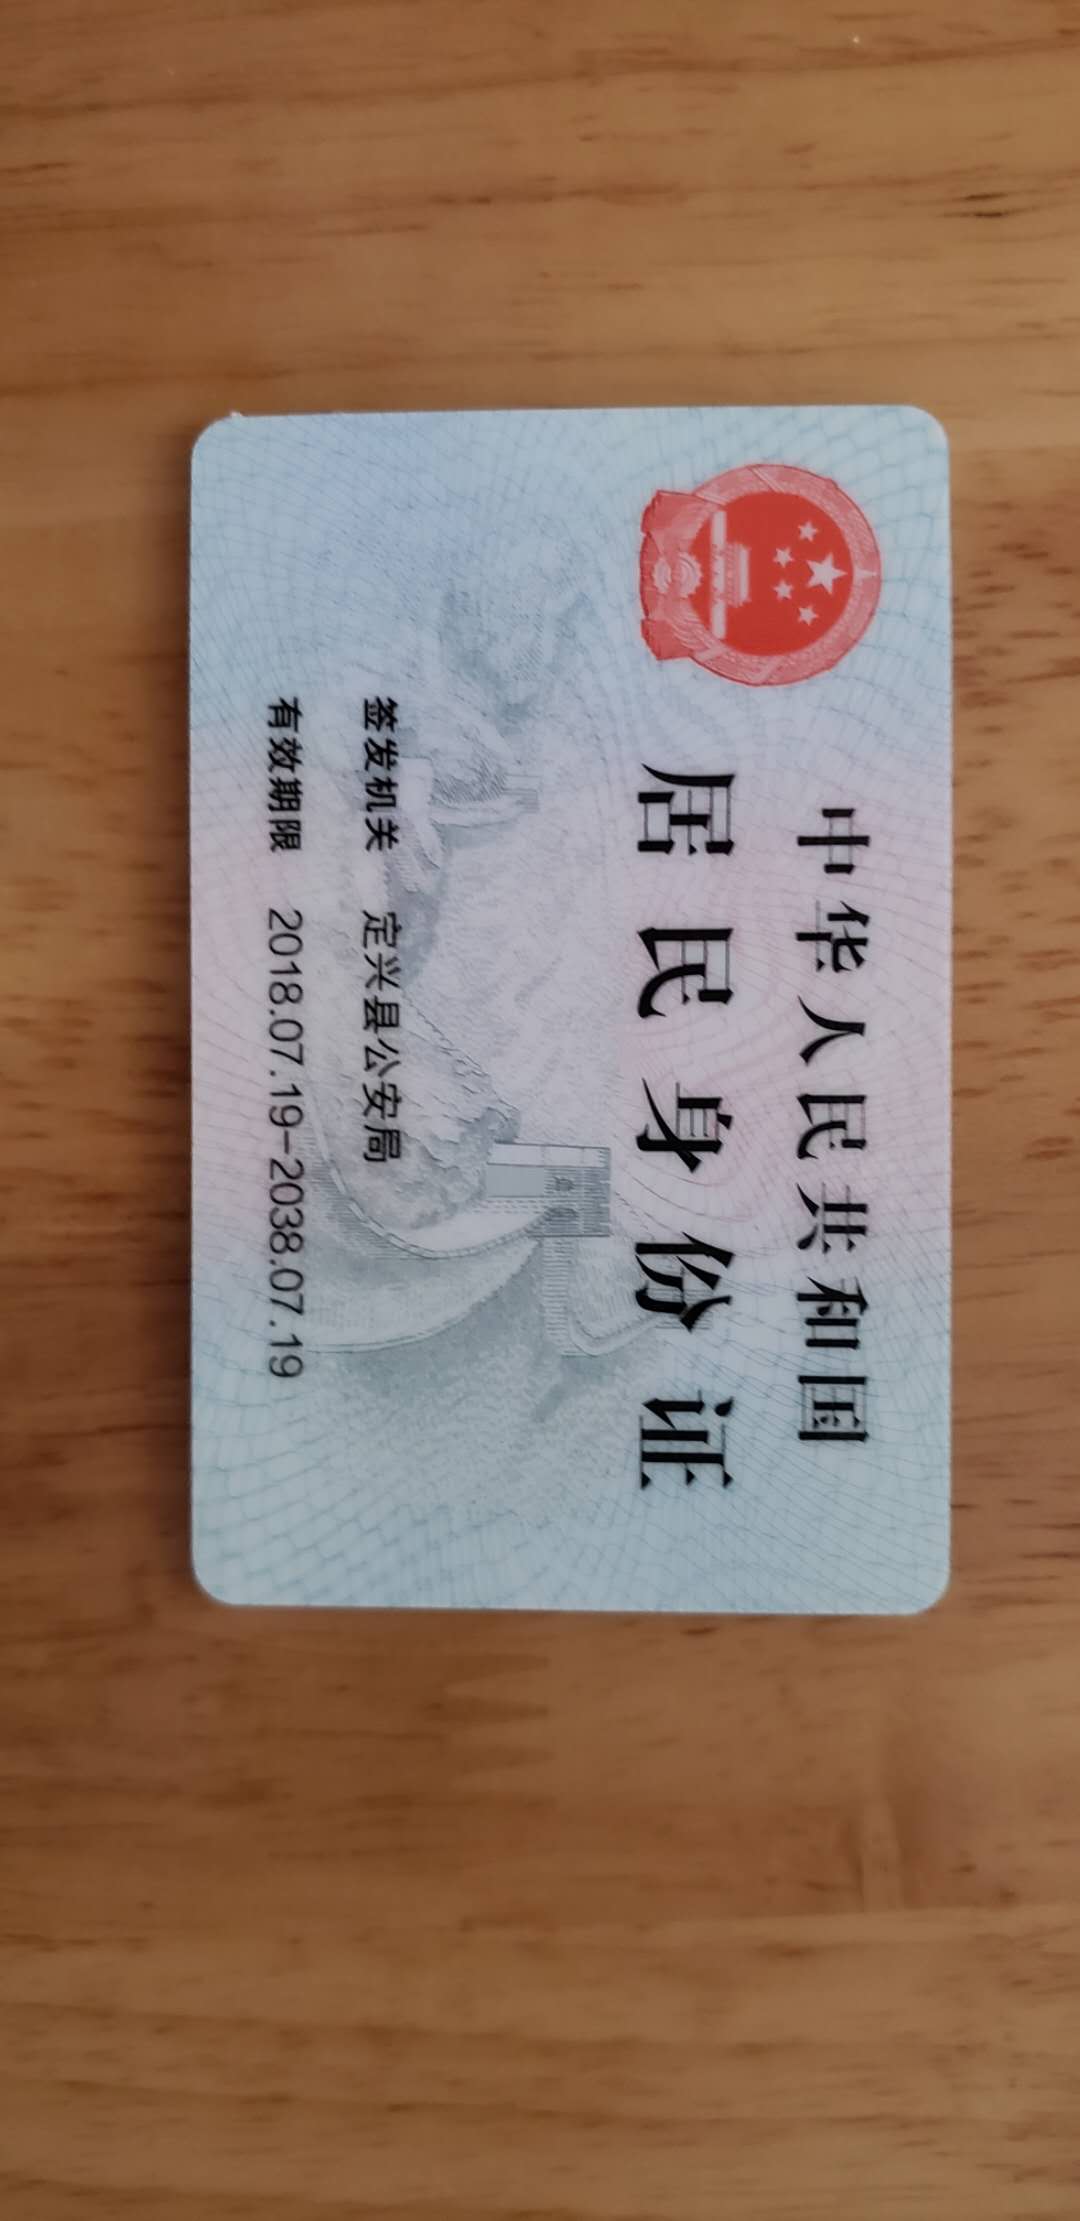 中华人民共和国
居民身份证
签发机关 定兴县公安局
有效期限 2018.07.19-2038.07.19